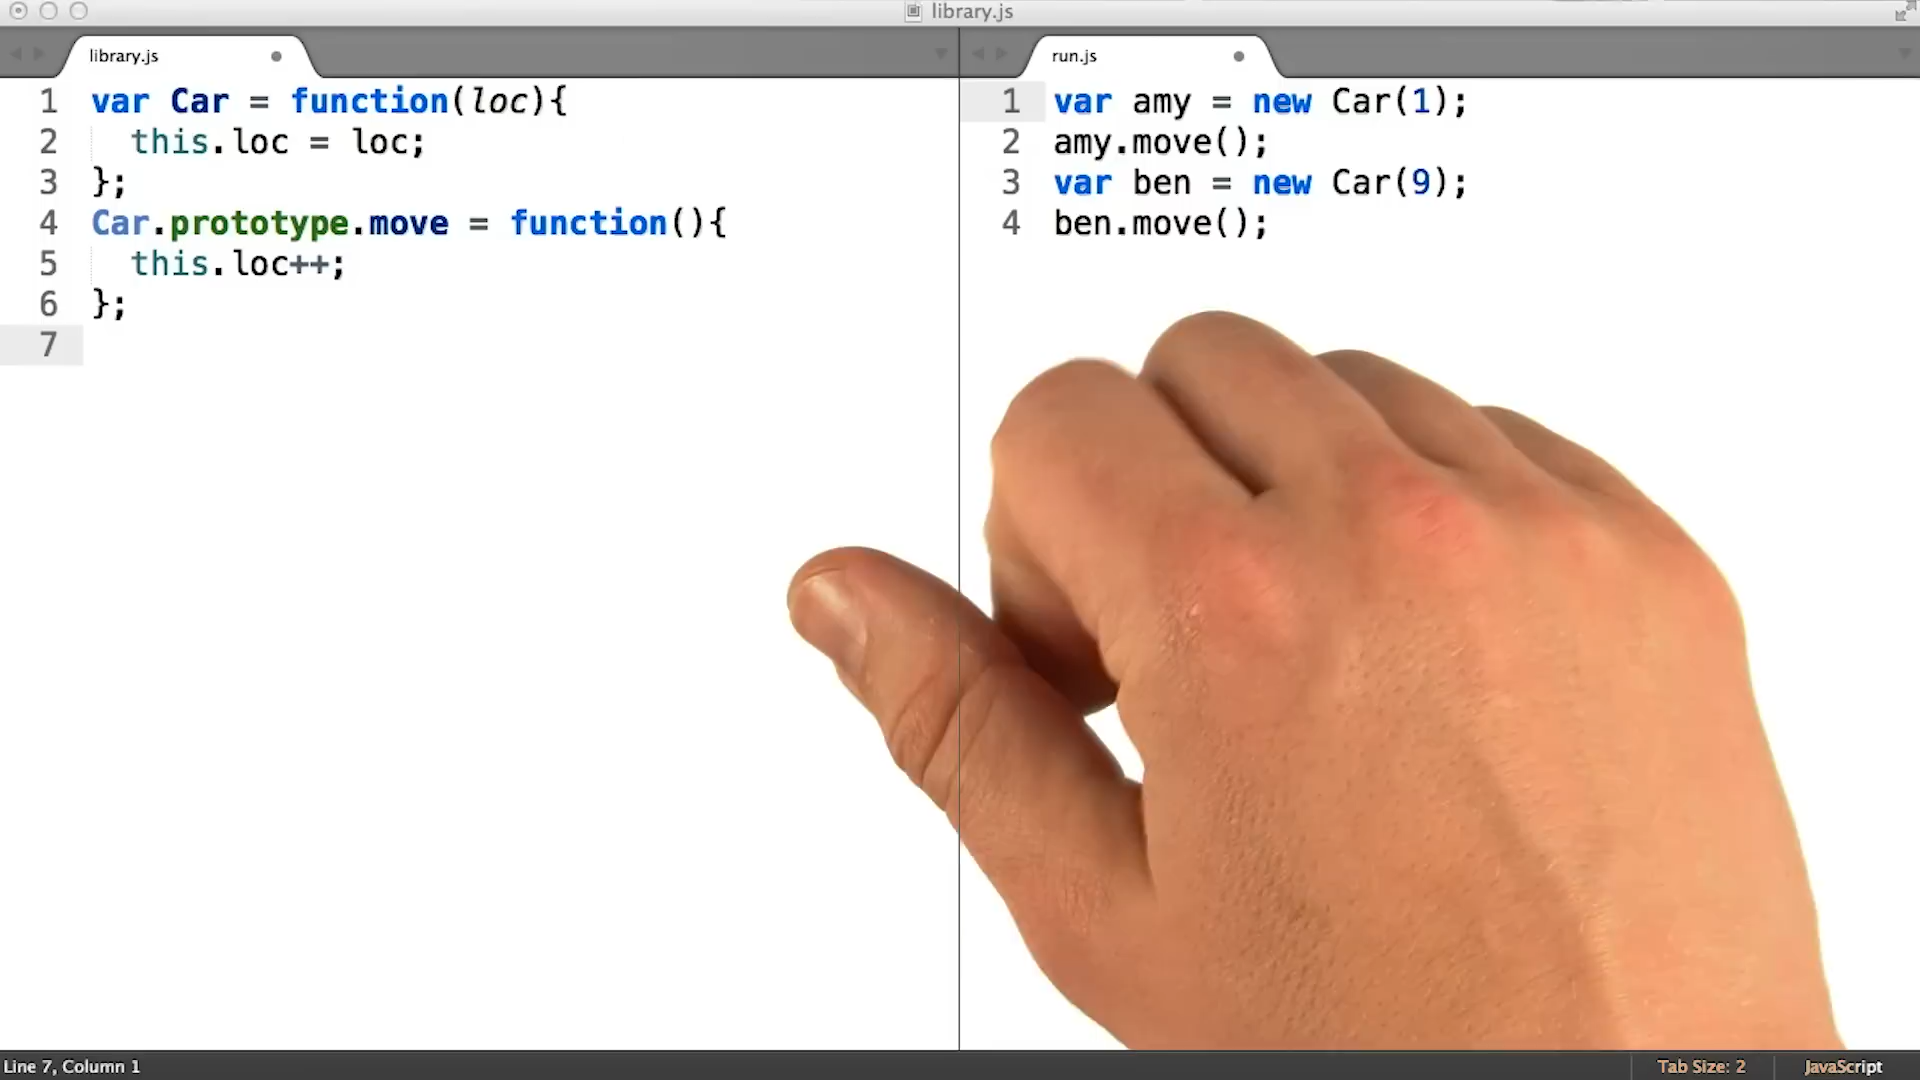 library.js
library.js
1 var Car = function(loc){
2 this.loc = loc;
3 };
4 Car.prototype.move = function(){
5 this.loc++;
6 };
7
run.js
1 var amy = new Car(1);
2 amy.move();
3 var ben = new Car(9);
4 ben.move();
Line 7, Column 1
Tab Size: 2
JavaScript